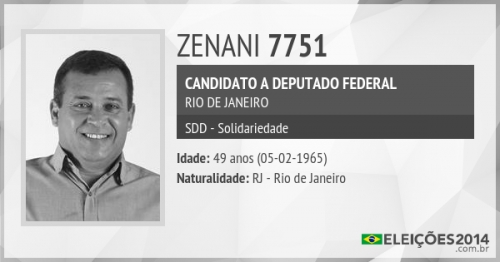 ZENANI 7751
CANDIDATO A DEPUTADO FEDERAL
RIO DE JANEIRO
SDD - Solidariedade
Idade: 49 anos (05-02-1965)
Naturalidade: RJ - Rio de Janeiro
ELEIÇÕES2014
.com.br